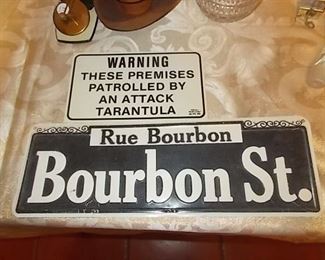 WARNING
THESE PREMISES
PATROLLED BY
AN ATTACK
TARANTULA
Rue Bourbon
Bourbon St.